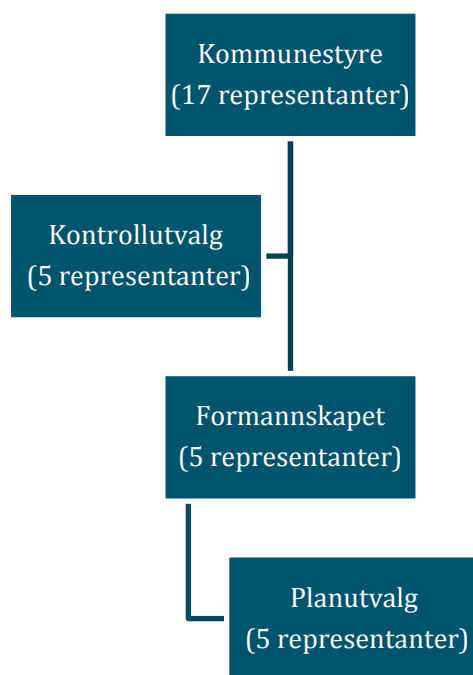 Kommunestyre
(17 representanter)
Kontrollutvalg
(5 representanter)
Formannskapet
(5 representanter)
Planutvalg
(5 representanter)